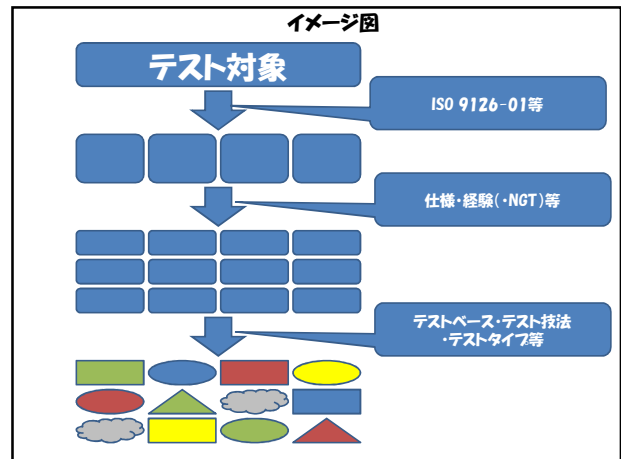 イメージ図
テスト対象
ISO 9126-01等
仕様・経験(・NGT)等
テストベース・テスト技法
・テストタイプ等